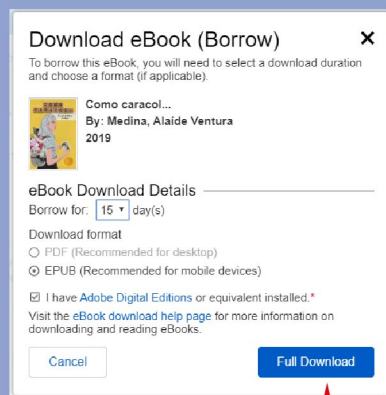 Download eBook (Borrow)
To borrow this eBook, you will need to select a download duration
and choose a format (if applicable).
Como caracol...
By: Medina, Alaíde Ventura
2019
eBook Download Details
Borrow for: 15 day(s)
Download format
PDF (Recommended for desktop)
EPUB (Recommended for mobile devices)
I have Adobe Digital Editions or equivalent installed.*
Visit the eBook download help page for more information on
downloading and reading eBooks.
Cancel
Full Download